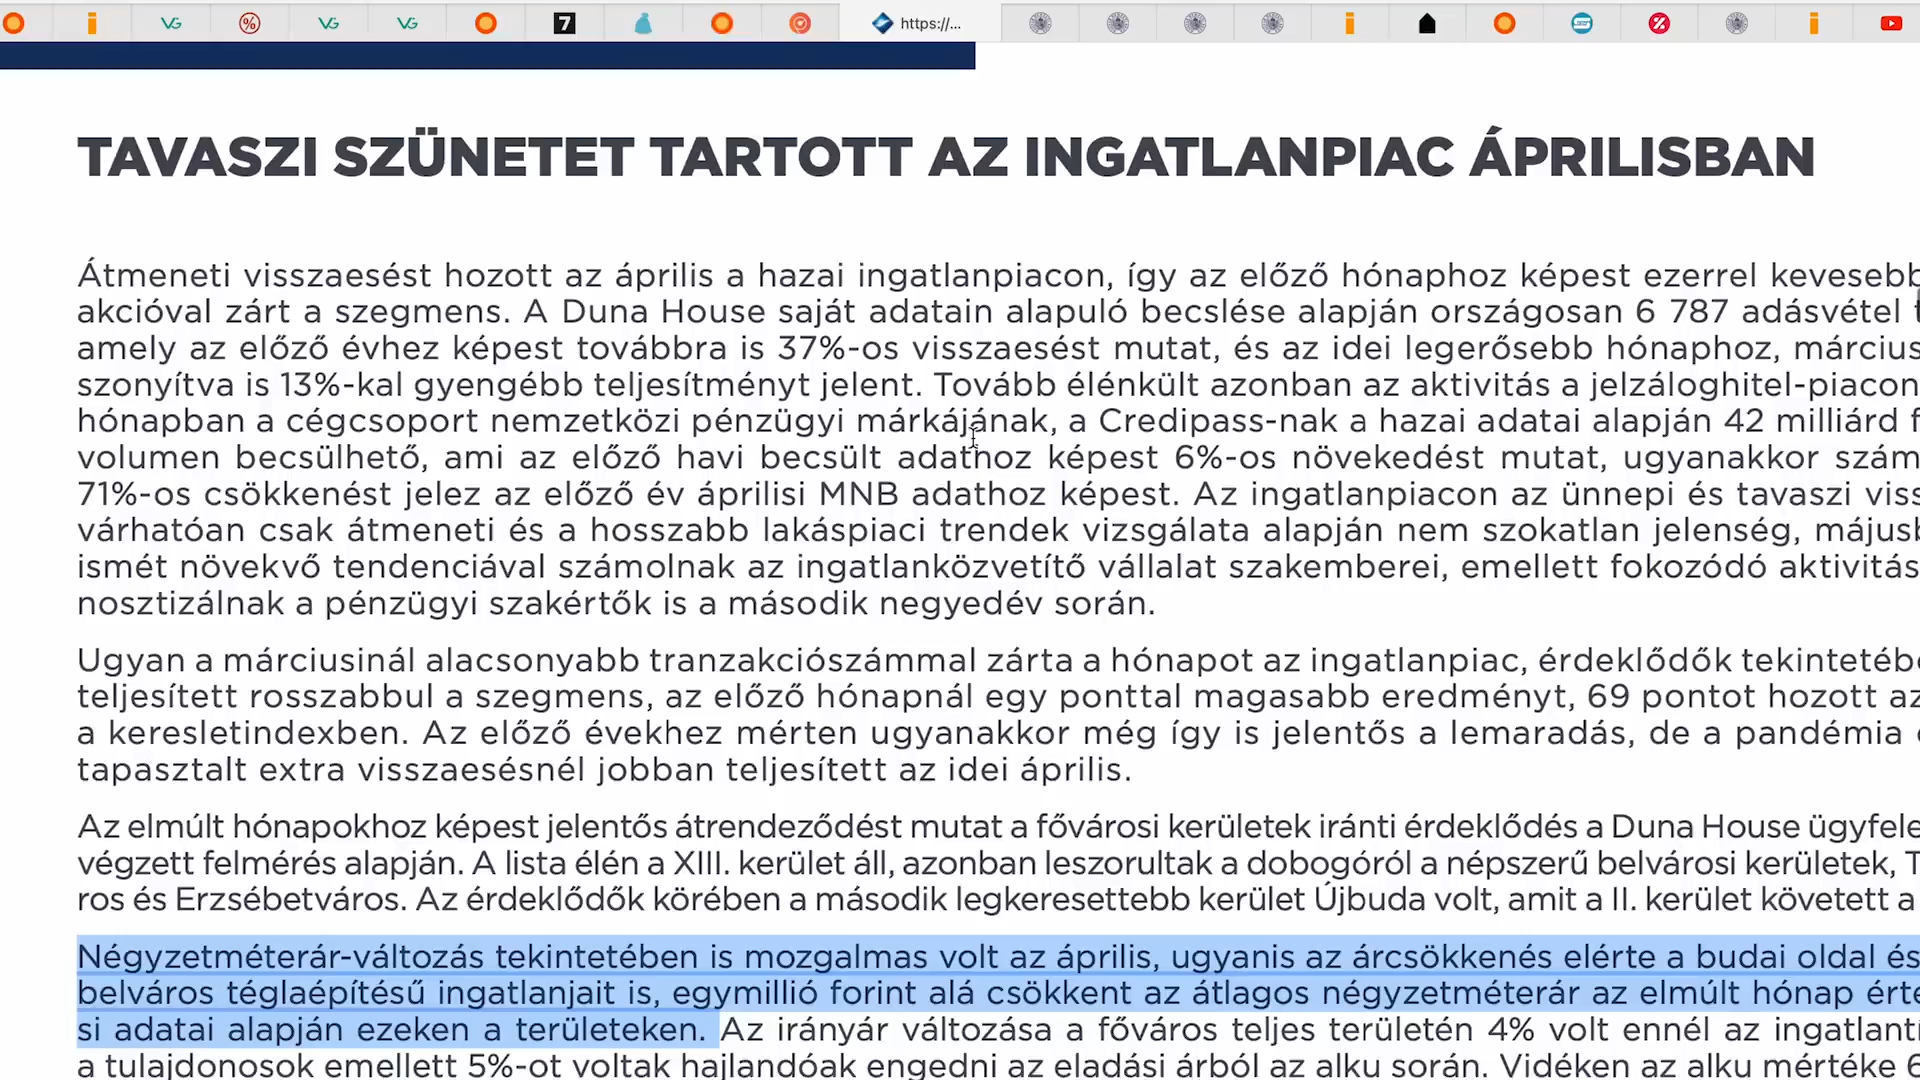 https://...
TAVASZI SZÜNETET TARTOTT AZ INGATLANPIAC ÁPRILISBAN
Átmeneti visszaesést hozott az április a hazai ingatlanpiacon, így az előző hónaphoz képest ezerrel kevesebb
akcióval zárt a szegmens. A Duna House saját adatain alapuló becslése alapján országosan 6 787 adásvétel
amely az előző évhez képest továbbra is 37%-os visszaesést mutat, és az idei legerősebb hónaphoz, március
szonyítva is 13%-kal gyengébb teljesítményt jelent. Tovább élénkült azonban az aktivitás a jelzáloghitel-piacon
hónapban a cégcsoport nemzetközi pénzügyi márkájának, a Credipass-nak a hazai adatai alapján 42 milliárd f
volumen becsülhető, ami az előző havi becsült adathoz képest 6%-os növekedést mutat, ugyanakkor szám
71%-os csökkenést jelez az előző év áprilisi MNB adathoz képest. Az ingatlanpiacon az ünnepi és tavaszi viss
várhatóan csak átmeneti és a hosszabb lakáspiaci trendek vizsgálata alapján nem szokatlan jelenség, májusb
ismét növekvő tendenciával számolnak az ingatlanközvetítő vállalat szakemberei, emellett fokozódó aktivitás
nosztizálnak a pénzügyi szakértők is a második negyedév során.
Ugyan a márciusinál alacsonyabb tranzakciószámmal zárta a hónapot az ingatlanpiac, érdeklődők tekintetéb
teljesített rosszabbul a szegmens, az előző hónapnál egy ponttal magasabb eredményt, 69 pontot hozott az
a keresletindexben. Az előző évekhez mérten ugyanakkor még így is jelentős a lemaradás, de a pandémia
tapasztalt extra visszaesésnél jobban teljesített az idei április.
Az elmúlt hónapokhoz képest jelentős átrendeződést mutat a fővárosi kerületek iránti érdeklődés a Duna House ügyfele
végzett felmérés alapján. A lista élén a XIII. kerület áll, azonban leszorultak a dobogóról a népszerű belvárosi kerületek, T
ros és Erzsébetváros. Az érdeklődők körében a második legkeresettebb kerület Újbuda volt, amit a II. kerület követett a
Négyzetméterár-változás tekintetében is mozgalmas volt az április, ugyanis az árcsökkenés elérte a budai oldal és
belváros téglaépítésű ingatlanjait is, egymillió forint alá csökkent az átlagos négyzetméterár az elmúlt hónap érté
si adatai alapján ezeken a területeken. Az irányár változása a főváros teljes területén 4% volt ennél az ingatlantí
a tulajdonosok emellett 5%-ot voltak hajlandóak engedni az eladási árból az alku során. Vidéken az alku mértéke 6